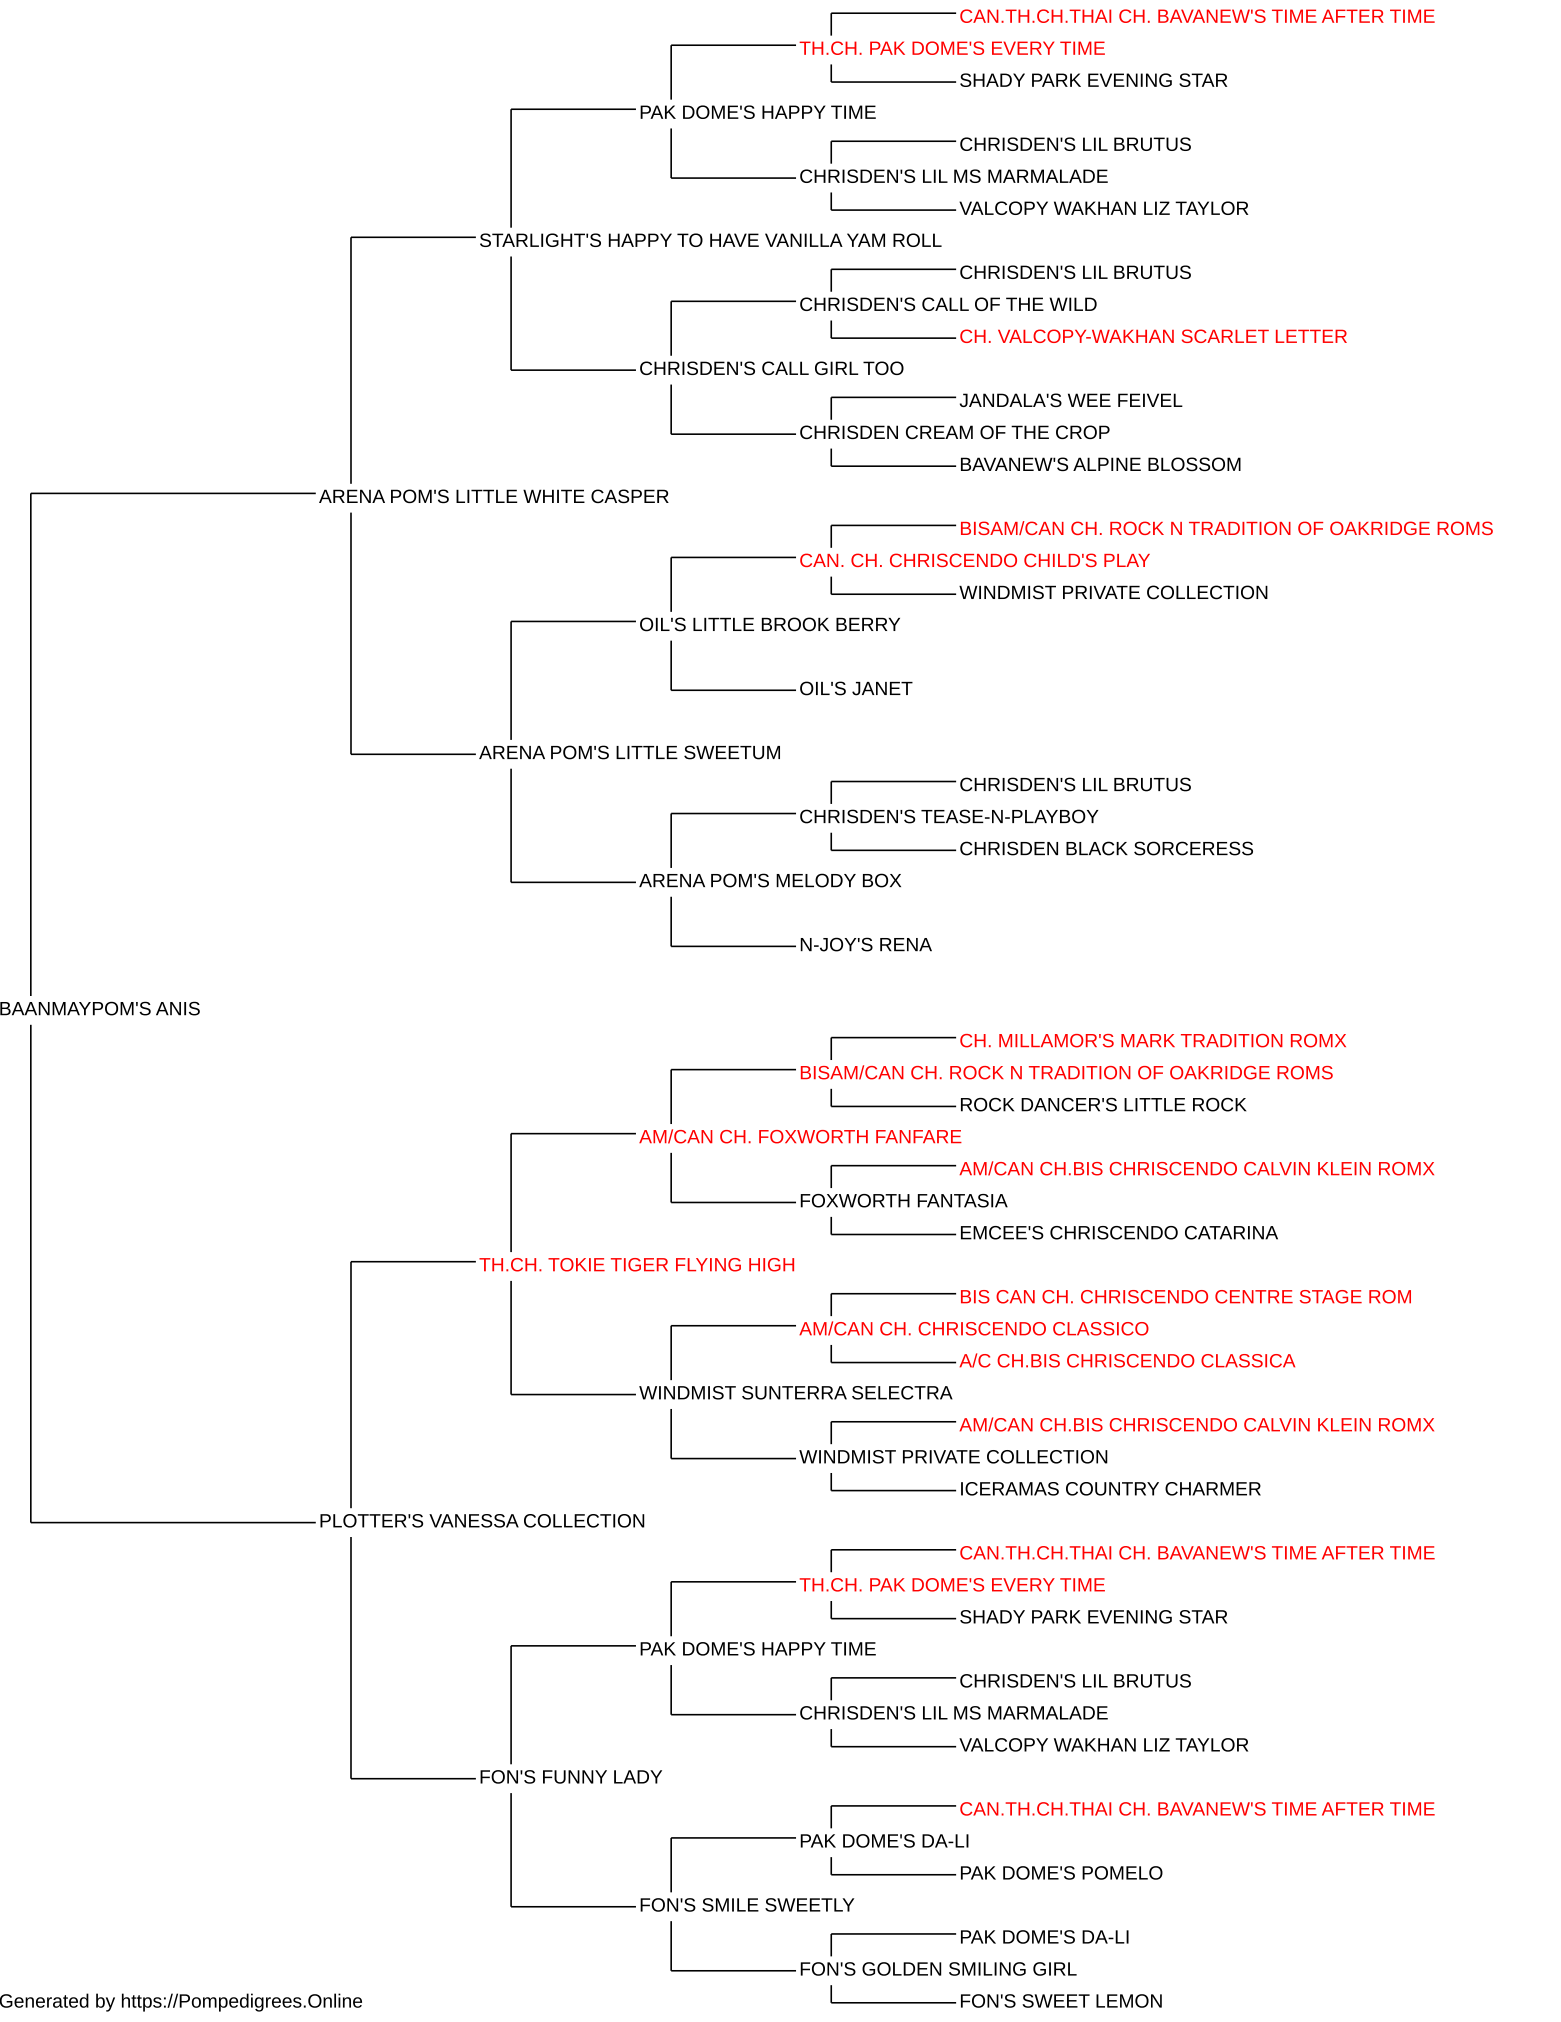 CAN.TH.CH.THAI CH. BAVANEW'S TIME AFTER TIME
TH.CH. PAK DOME'S EVERY TIME
SHADY PARK EVENING STAR
PAK DOME'S HAPPY TIME
CHRISDEN'S LIL BRUTUS
CHRISDEN'S LIL MS MARMALADE
VALCOPY WAKHAN LIZ TAYLOR
STARLIGHT'S HAPPY TO HAVE VANILLA YAM ROLL
CHRISDEN'S LIL BRUTUS
CHRISDEN'S CALL OF THE WILD
CH. VALCOPY-WAKHAN SCARLET LETTER
CHRISDEN'S CALL GIRL TOO
JANDALA'S WEE FEIVEL
CHRISDEN CREAM OF THE CROP
BAVANEW'S ALPINE BLOSSOM
ARENA POM'S LITTLE WHITE CASPER
BISAM/CAN CH. ROCK N TRADITION OF OAKRIDGE ROMS
CAN. CH. CHRISCENDO CHILD'S PLAY
WINDMIST PRIVATE COLLECTION
OIL'S LITTLE BROOK BERRY
OIL'S JANET
ARENA POM'S LITTLE SWEETUM
CHRISDEN'S LIL BRUTUS
CHRISDEN'S TEASE-N-PLAYBOY
CHRISDEN BLACK SORCERESS
ARENA POM'S MELODY BOX
N-JOY'S RENA
BAANMAYPOM'S ANIS
CH. MILLAMOR'S MARK TRADITION ROMX
BISAM/CAN CH. ROCK N TRADITION OF OAKRIDGE ROMS
ROCK DANCER'S LITTLE ROCK
AM/CAN CH. FOXWORTH FANFARE
AM/CAN CH.BIS CHRISCENDO CALVIN KLEIN ROMX
FOXWORTH FANTASIA
EMCEE'S CHRISCENDO CATARINA
TH.CH. TOKIE TIGER FLYING HIGH
BIS CAN CH. CHRISCENDO CENTRE STAGE ROM
AM/CAN CH. CHRISCENDO CLASSICO
A/C CH.BIS CHRISCENDO CLASSICA
WINDMIST SUNTERRA SELECTRA
AM/CAN CH.BIS CHRISCENDO CALVIN KLEIN ROMX
WINDMIST PRIVATE COLLECTION
ICERAMAS COUNTRY CHARMER
PLOTTER'S VANESSA COLLECTION
CAN.TH.CH.THAI CH. BAVANEW'S TIME AFTER TIME
TH.CH. PAK DOME'S EVERY TIME
SHADY PARK EVENING STAR
PAK DOME'S HAPPY TIME
CHRISDEN'S LIL BRUTUS
CHRISDEN'S LIL MS MARMALADE
VALCOPY WAKHAN LIZ TAYLOR
FON'S FUNNY LADY
CAN.TH.CH.THAI CH. BAVANEW'S TIME AFTER TIME
PAK DOME'S DA-LI
PAK DOME'S POMELO
FON'S SMILE SWEETLY
PAK DOME'S DA-LI
FON'S GOLDEN SMILING GIRL
FON'S SWEET LEMON
Generated by https://Pompedigrees.Online